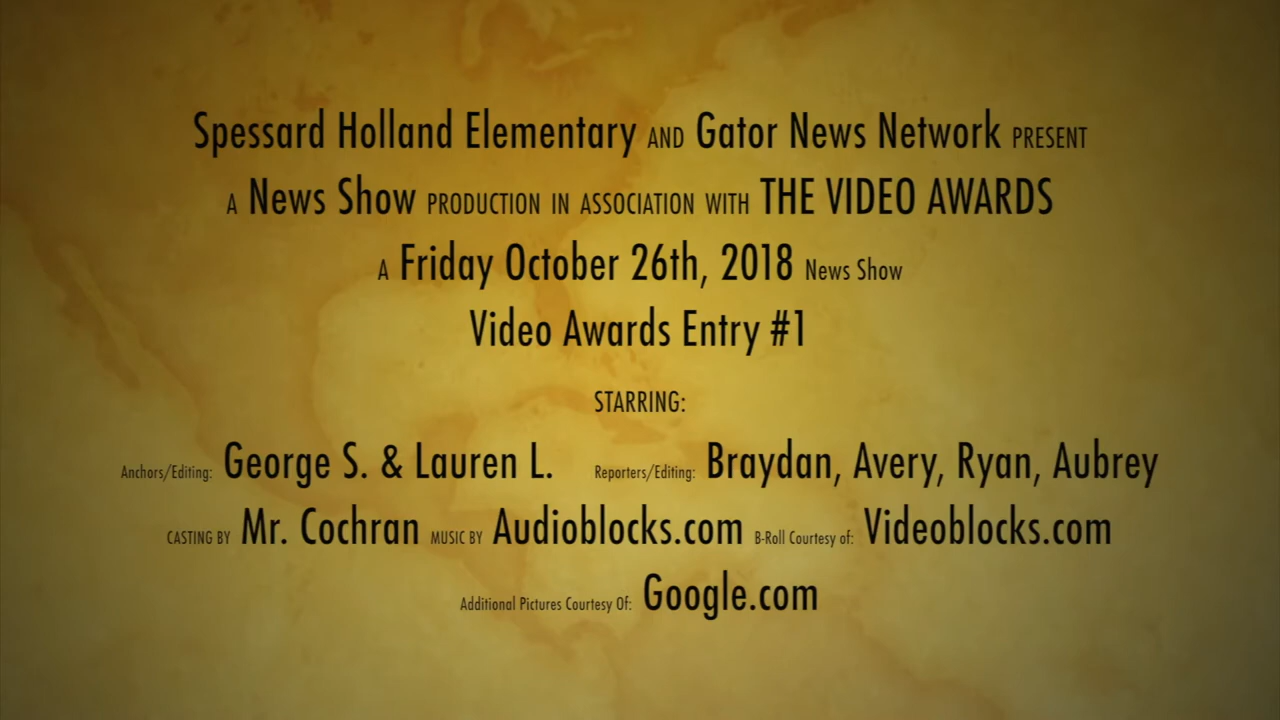 Spessard Holland Elementary AND Gator News Network PRESENT
A News Show PRODUCTION IN ASSOCIATION WITH THE VIDEO AWARDS
A Friday October 26th, 2018 News Show
Video Awards Entry #1
STARRING:
Anchors/Editing: George S. & Lauren L. Reporters/Editing: Braydan, Avery, Ryan, Aubrey
CASTING BY Mr. Cochran MUSIC BY Audioblocks.com B-Roll Courtesy of: Videoblocks.com
Additional Pictures Courtesy Of: Google.com